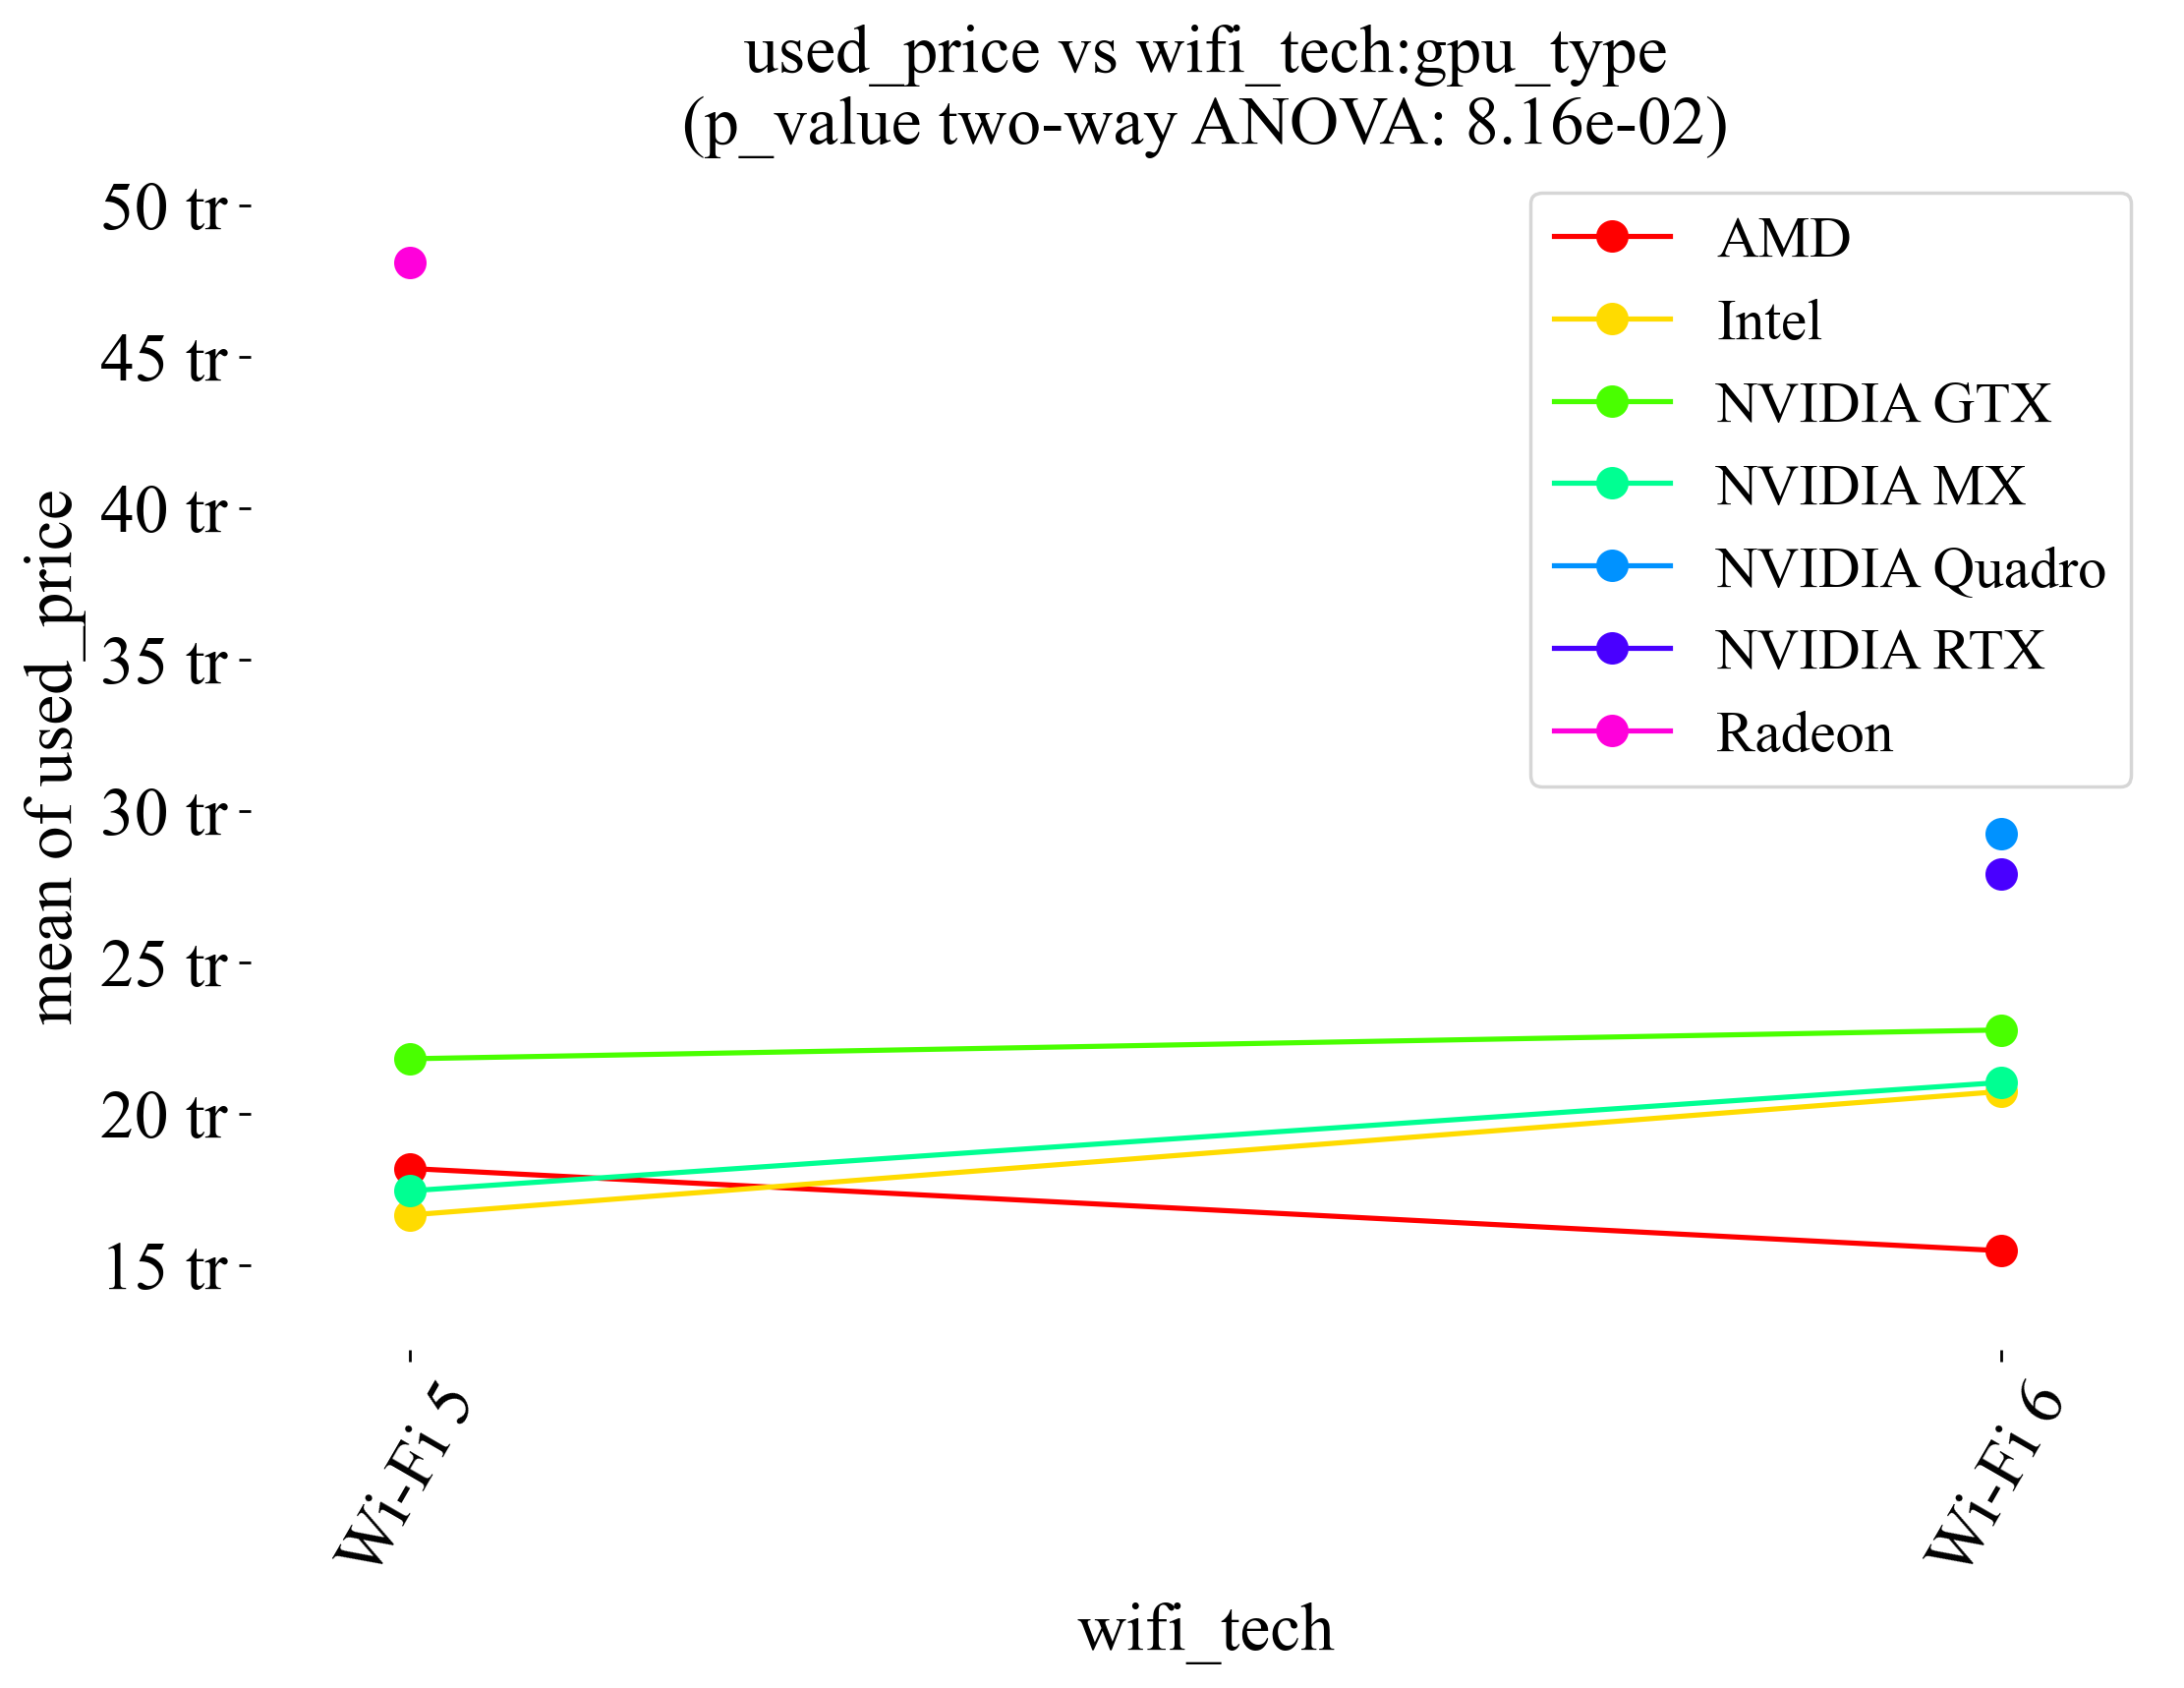 used_price vs wifi_tech:gpu_type
(p_value two-way ANOVA: 8.16e-02)
50 tr
45 tr
40 tr
35 tr
30 tr
25 tr
20 tr
15 tr
mean of used_price
AMD
Intel
NVIDIA GTX
NVIDIA MX
NVIDIA Quadro
NVIDIA RTX
Radeon
Wi-Fi 5
Wi-Fi 6
wifi_tech